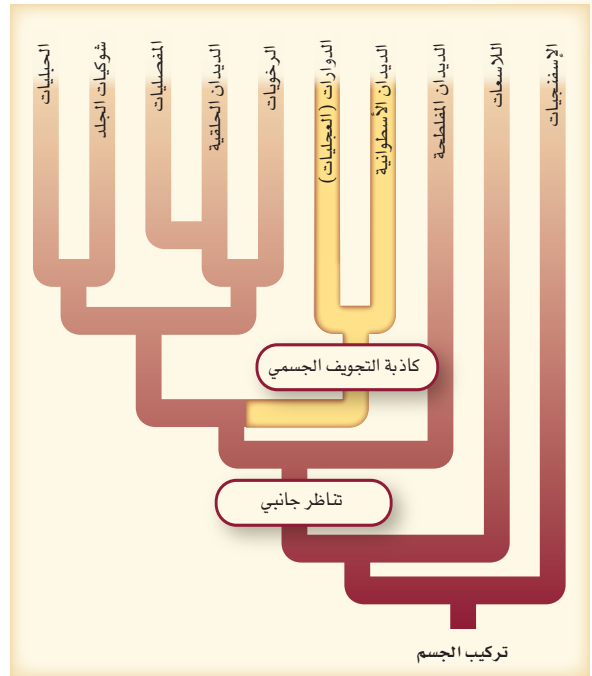 الإسفنجيات
اللاسعات
الديدان المفلطحة
الديدان الأسطوانية
الدوارات (العجليات)
الرخويات
الديدان الحلقية
المفصليات
شوكيات الجلد
الحبليات
كاذبة التجويف الجسمي
تناظر جانبي
تركيب الجسم